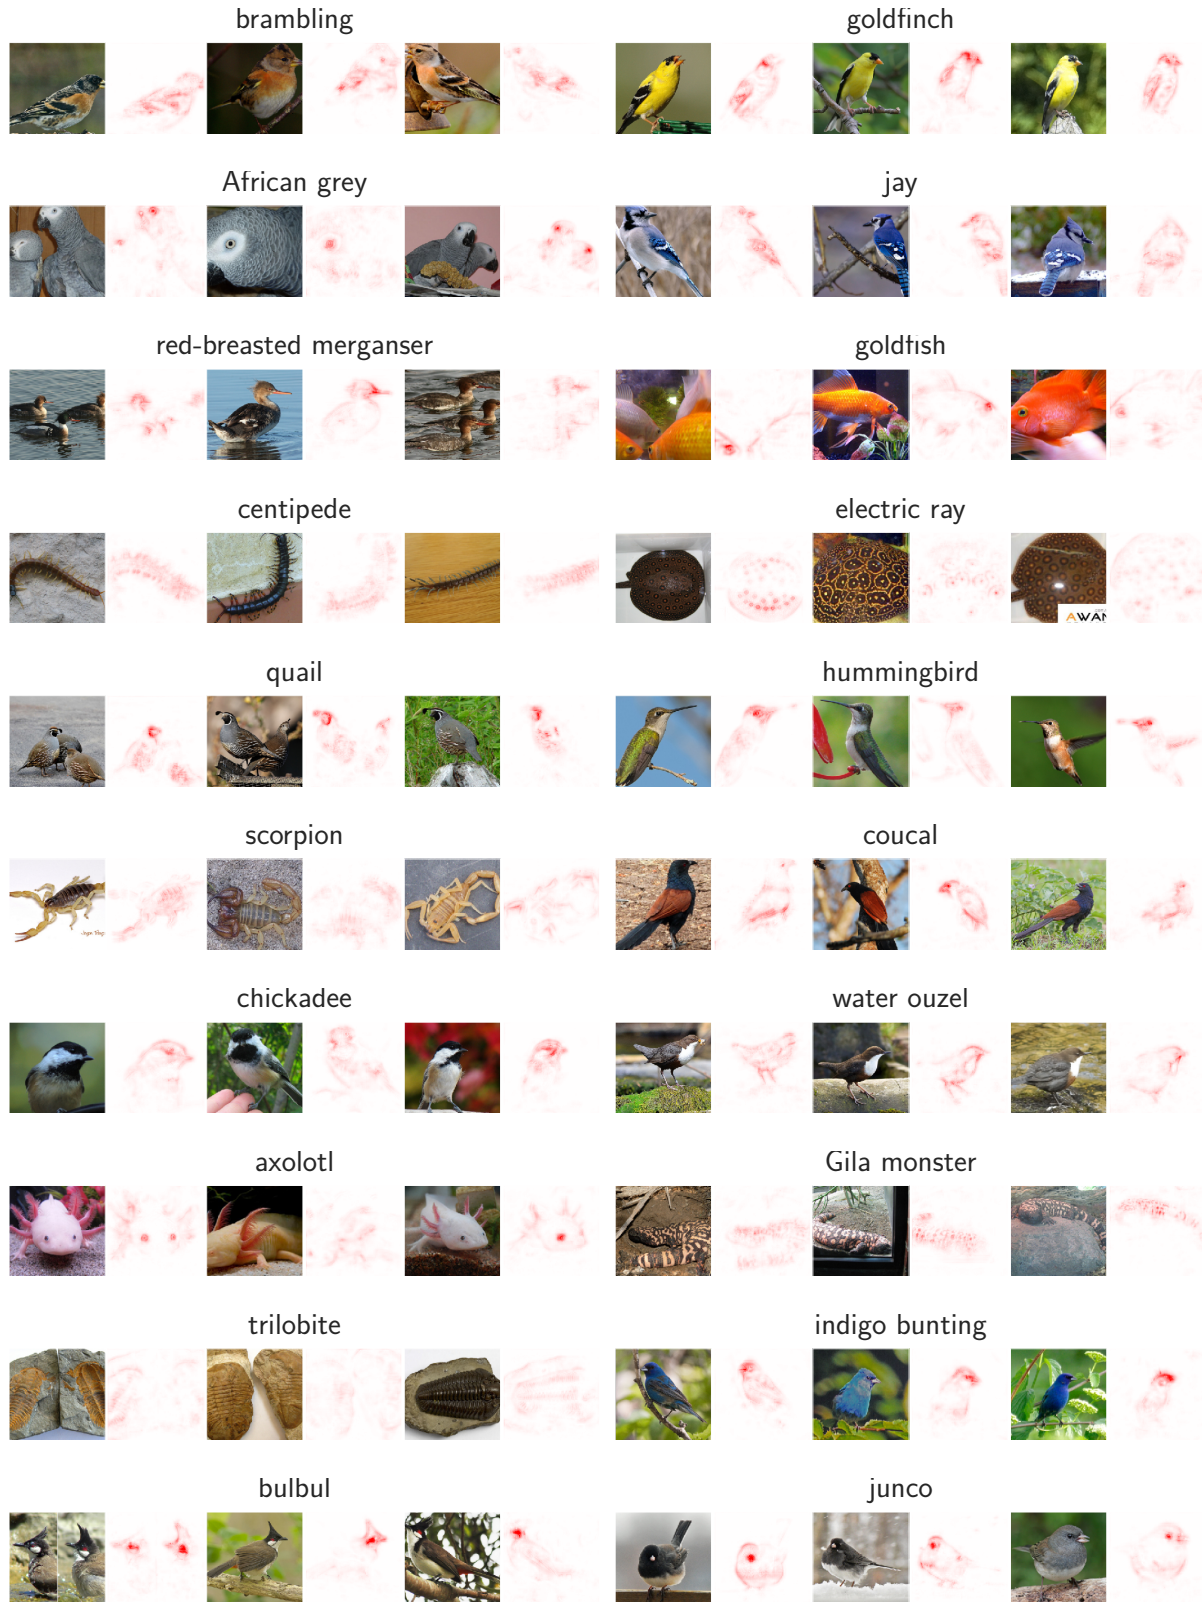 brambling
goldfinch
African grey
jay
red-breasted merganser
goldfish
centipede
electric ray
AWAN
quail
hummingbird
scorpion
coucal
chickadee
water ouzel
axolotl
Gila monster
trilobite
indigo bunting
bulbul
junco